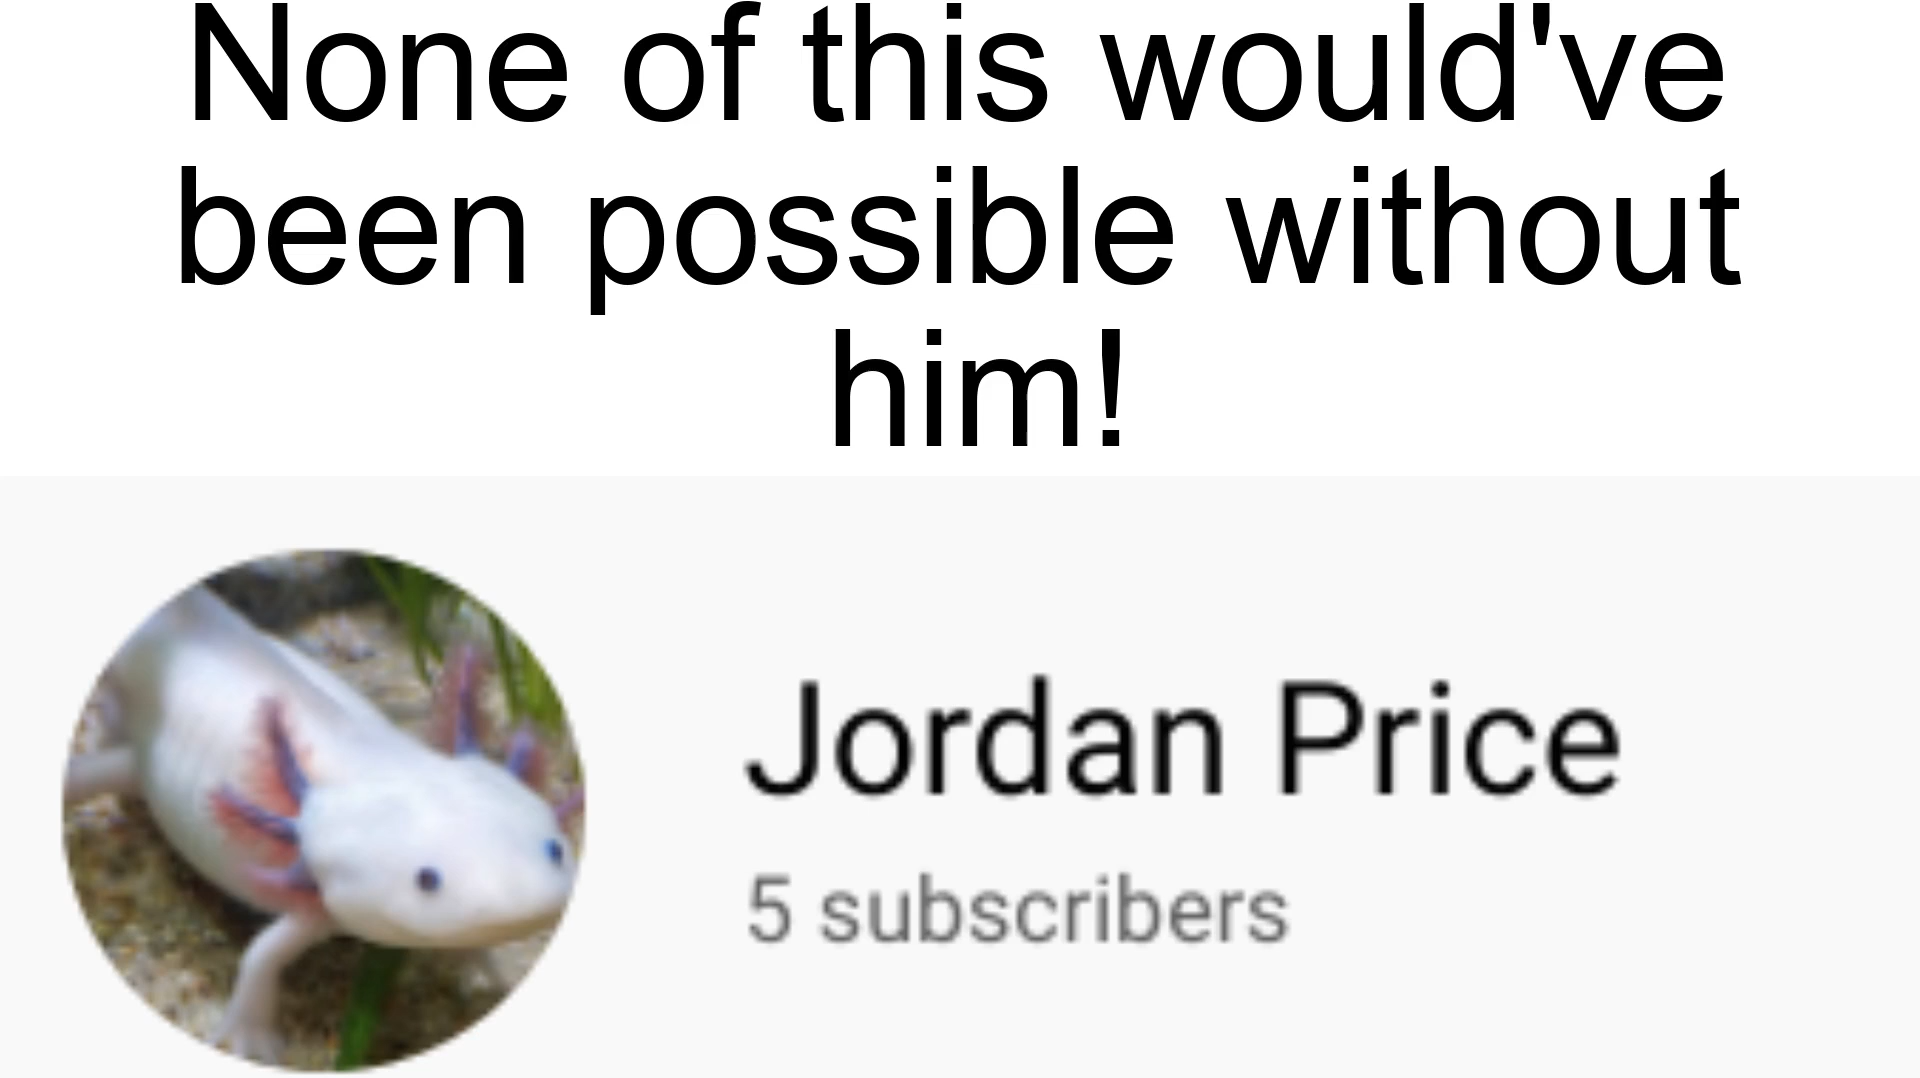 None of this would've
been possible without
him!
Jordan Price
5 subscribers